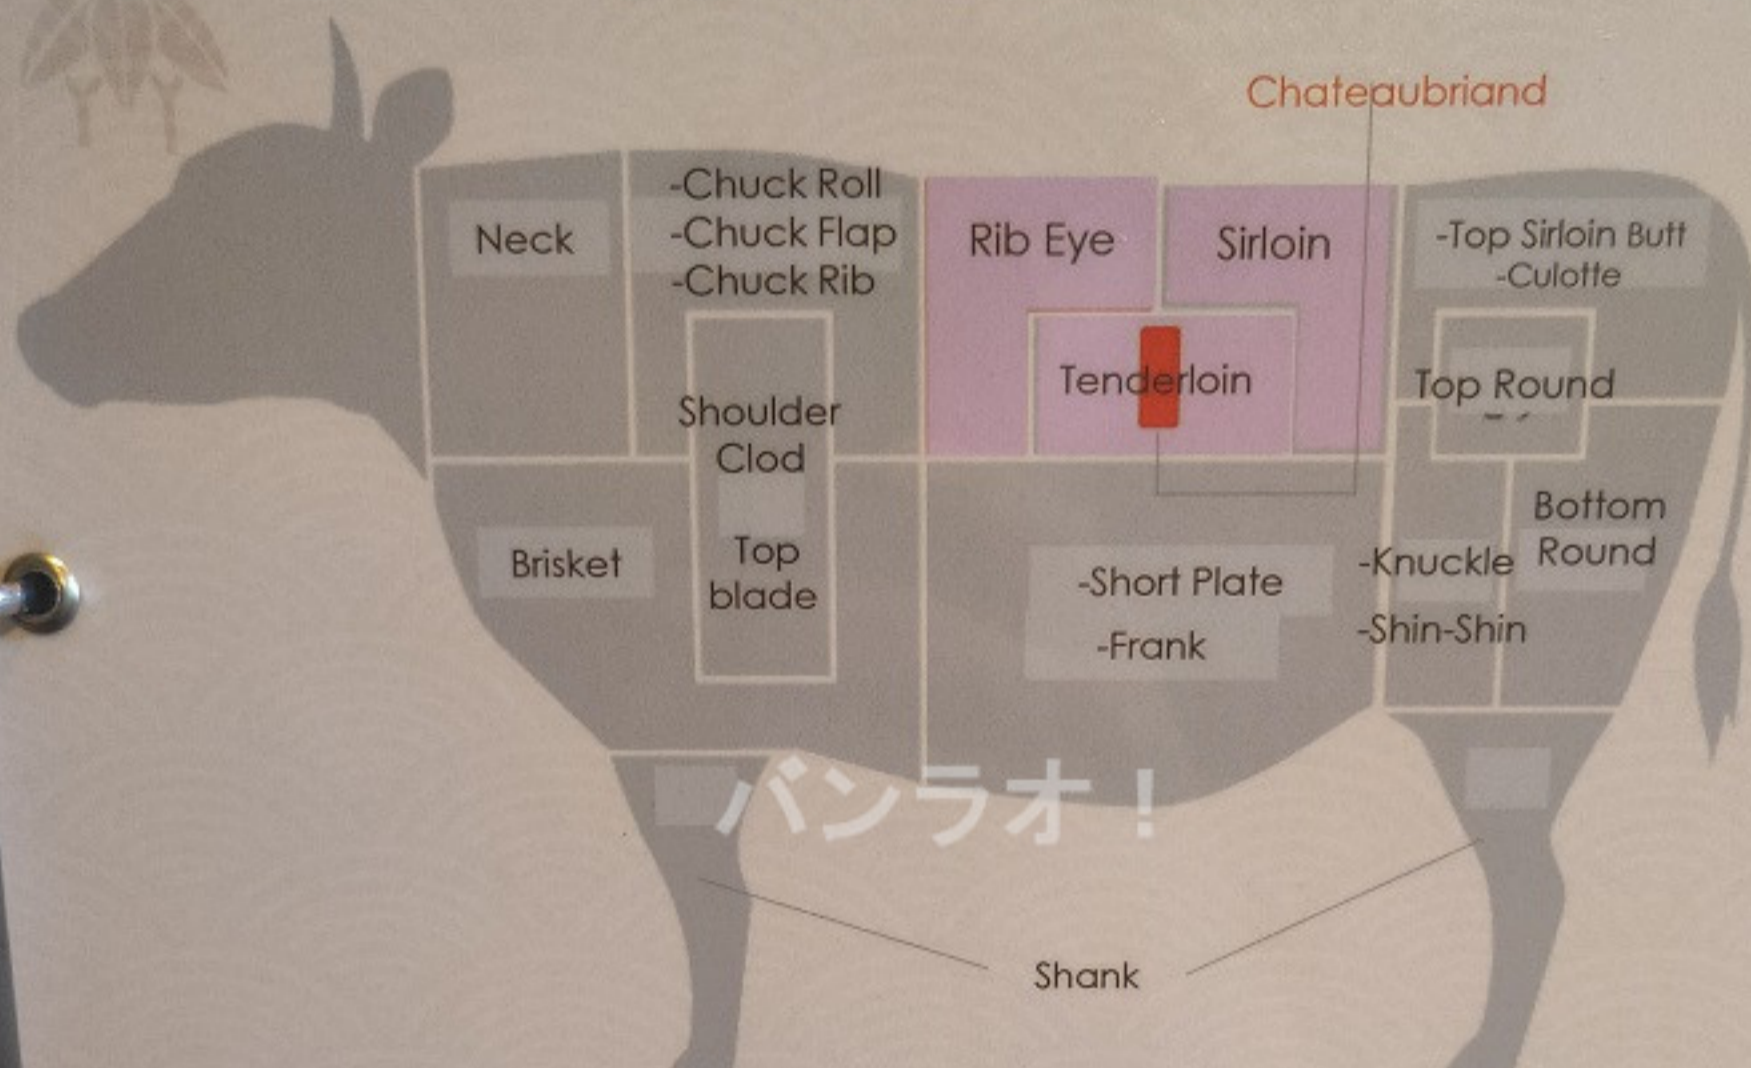 Chateaubriand
Neck
-Chuck Roll
-Chuck Flap
-Chuck Rib
Rib Eye
Sirloin
-Top Sirloin Butt
-Culotte
Tenderloin
Top Round
Shoulder
Clod
Top
blade
Brisket
-Short Plate
-Frank
-Knuckle
-Shin-Shin
Bottom
Round
バンラオ！
Shank